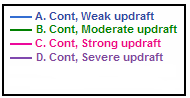 A. Cont, Weak updraft
B. Cont, Moderate updraft
C. Cont, Strong updraft
D. Cont, Severe updraft